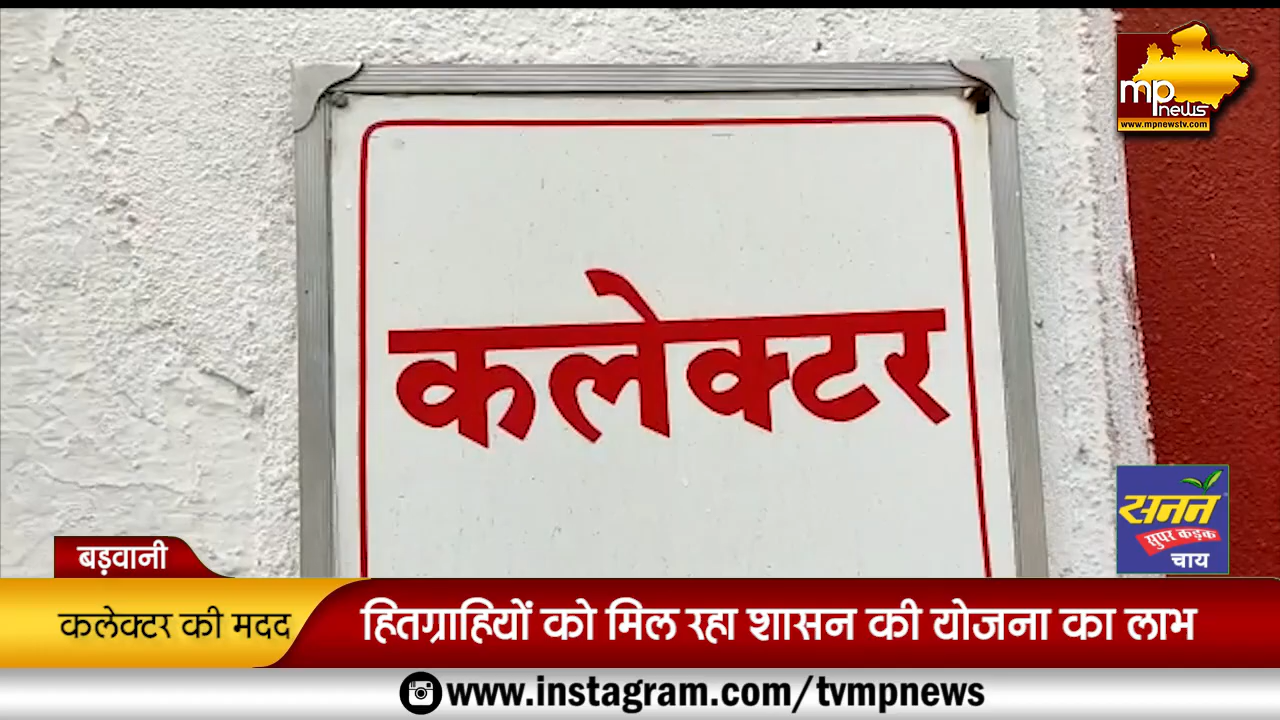 mp
news
www.mpnewstv.com
कलेक्टर
सनन
सुपर कड़क
चाय
बड़वानी
कलेक्टर की मदद
हितग्राहियों को मिल रहा शासन की योजना का लाभ
www.instagram.com/tvmpnews